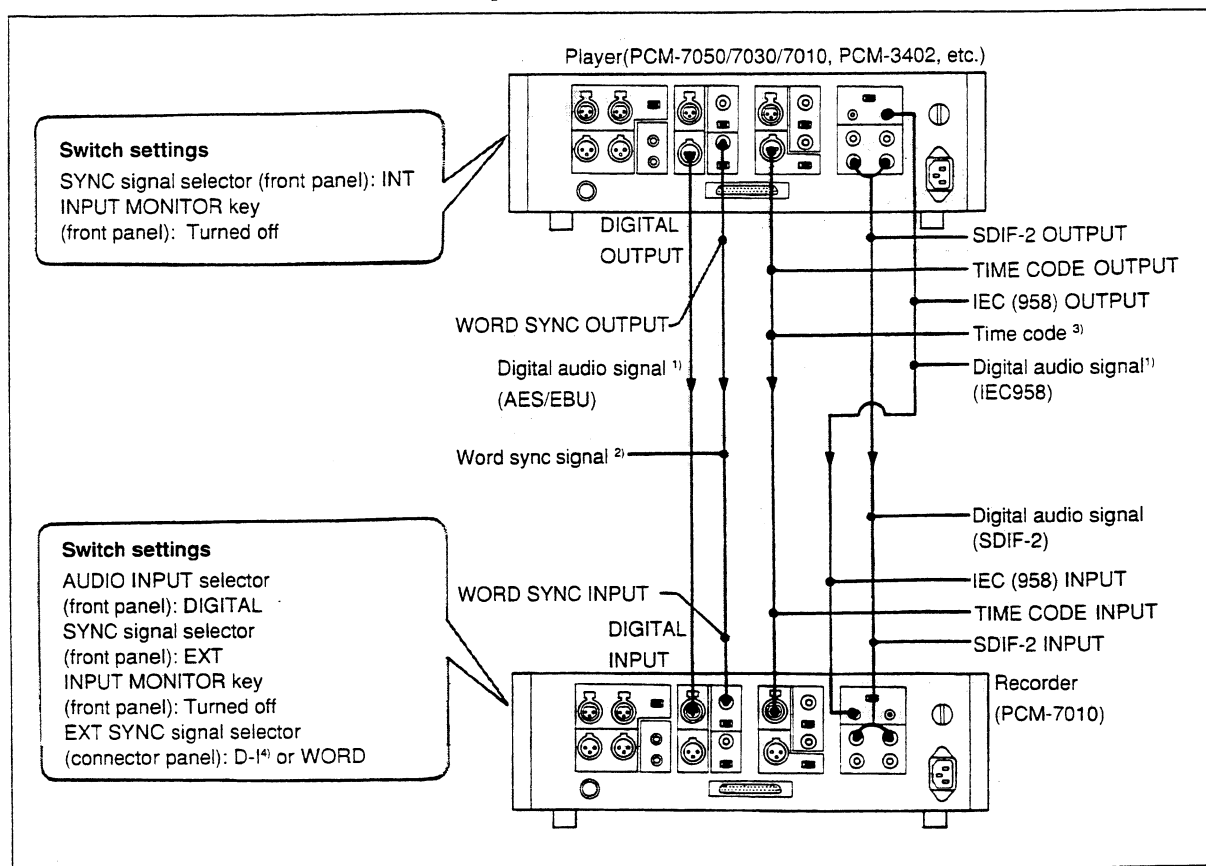 Player(PCM-7050/7030/7010, PCM-3402, etc.)
Switch settings
SYNC signal selector (front panel): INT
INPUT MONITOR key
(front panel): Turned off
DIGITAL
OUTPUT
WORD SYNC OUTPUT
Digital audio signal 1)
(AES/EBU)
Word sync signal 2)
SDIF-2 OUTPUT
TIME CODE OUTPUT
IEC (958) OUTPUT
Time code 3)
Digital audio signal1)
(IEC958)
Digital audio signal
(SDIF-2)
IEC (958) INPUT
TIME CODE INPUT
SDIF-2 INPUT
Switch settings
AUDIO INPUT selector
(front panel): DIGITAL
SYNC signal selector
(front panel): EXT
INPUT MONITOR key
(front panel): Turned off
EXT SYNC signal selector
(connector panel): D-I4) or WORD
WORD SYNC INPUT
DIGITAL
INPUT
Recorder
(PCM-7010)